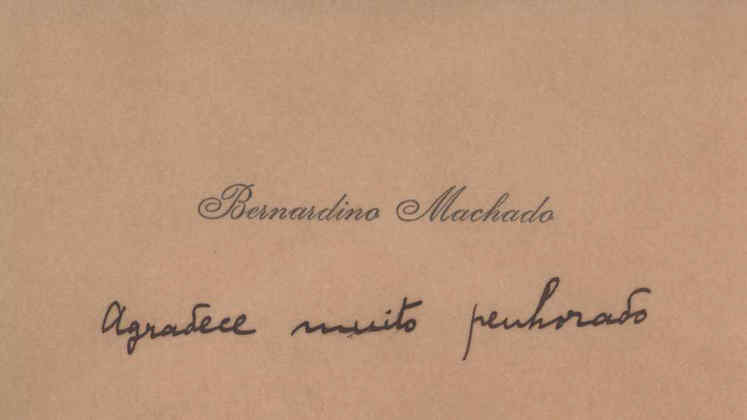 Bernardino Machado
Agradece muito penhorado